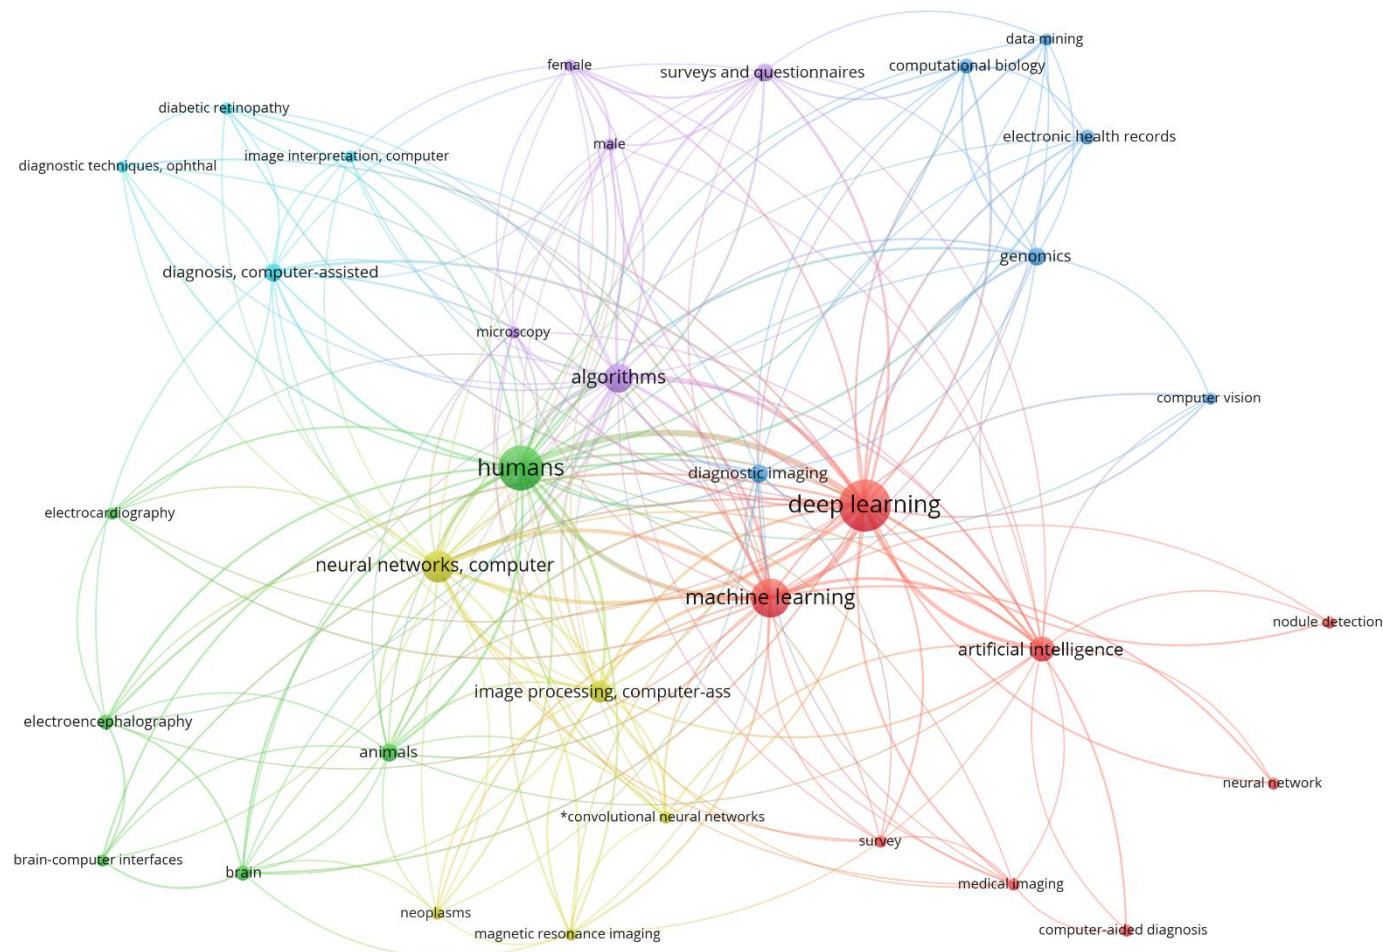 data mining
female
surveys and questionnaires
computational biology
diabetic retinopathy
electronic health records
male
image interpretation, computer
diagnostic techniques, ophthal
genomics
diagnosis, computer-assisted
microscopy
algorithms
computer vision
humans
diagnostic imaging
deep learning
electrocardiography
neural networks, computer
machine learning
nodule detection
artificial intelligence
image processing, computer-ass
electroencephalography
animals
neural network
*convolutional neural networks
survey
brain-computer interfaces
brain
medical imaging
neoplasms
computer-aided diagnosis
magnetic resonance imaging